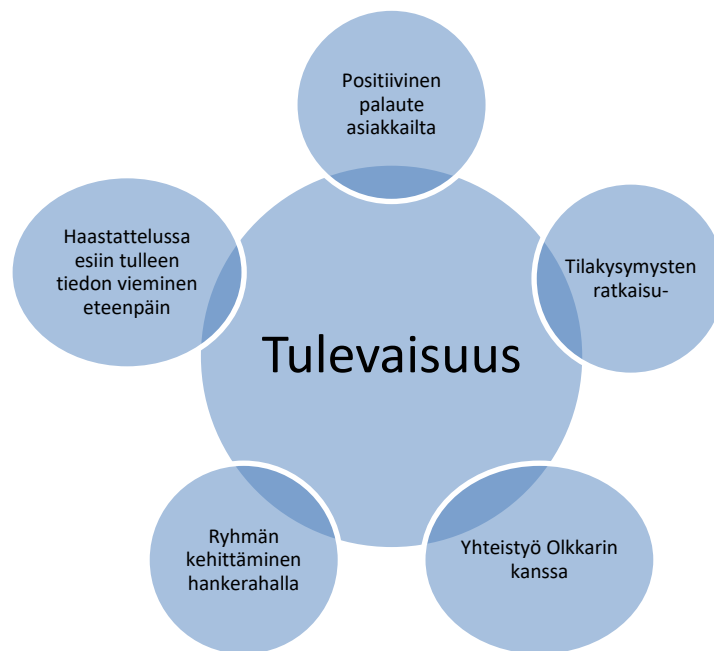 Positiivinen
palaute
asiakkailta
Haastattelussa
esiin tulleen
tiedon vieminen
eteenpäin
Tilakysymysten
ratkaisu-
Tulevaisuus
Ryhmän
kehittäminen
hankerahalla
Yhteistyö Olkkarin
kanssa